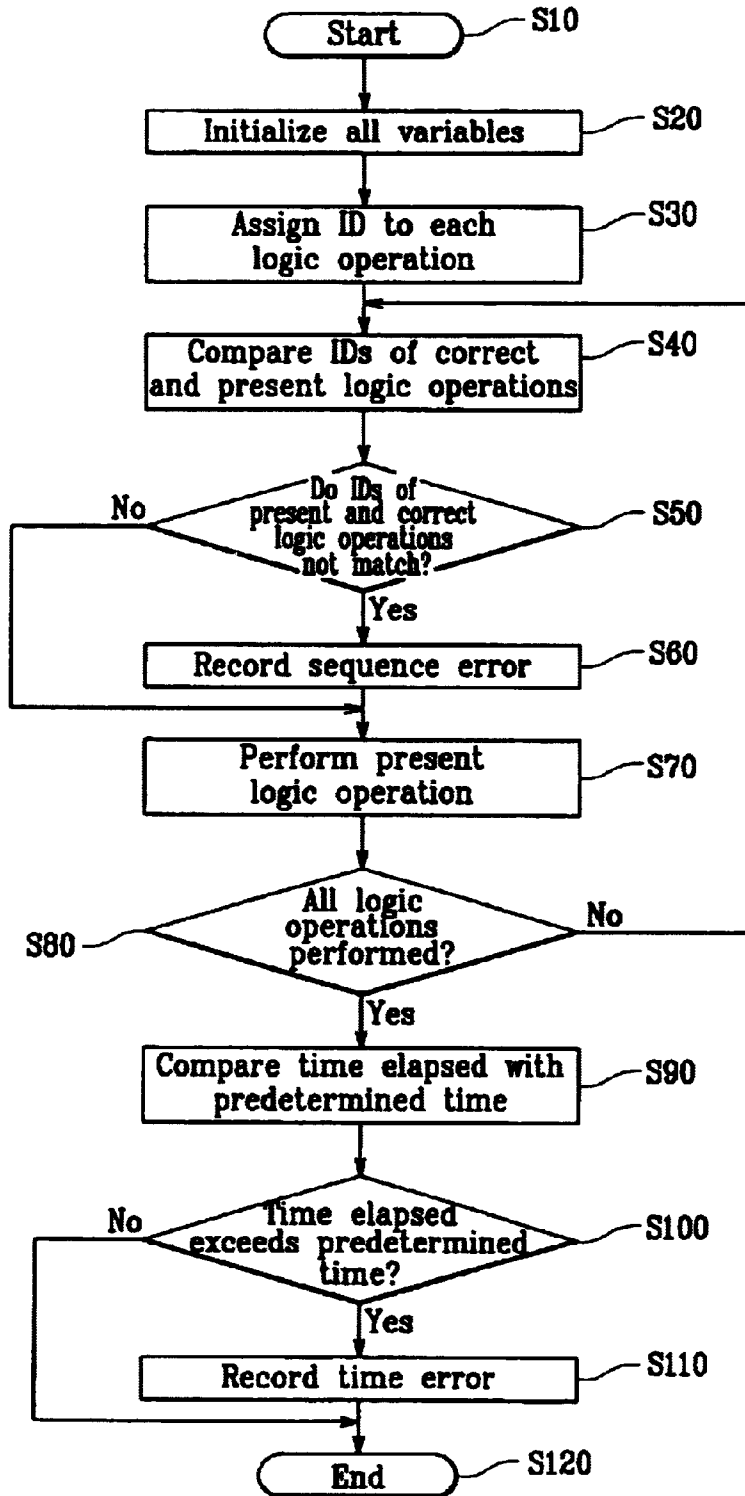 Start
S10
Initialize all variables
S20
Assign ID to each
logic operation
S30
Compare IDs of correct
and present logic operations
S40
Do IDs of
present and correct
logic operations
not match?
S50
No
Yes
Record sequence error
S60
Perform present
logic operation
S70
All logic
operations
performed?
S80
No
Yes
Compare time elapsed with
predetermined time
S90
Time elapsed
exceeds predetermined
time?
S100
No
Yes
Record time error
S110
End
S120